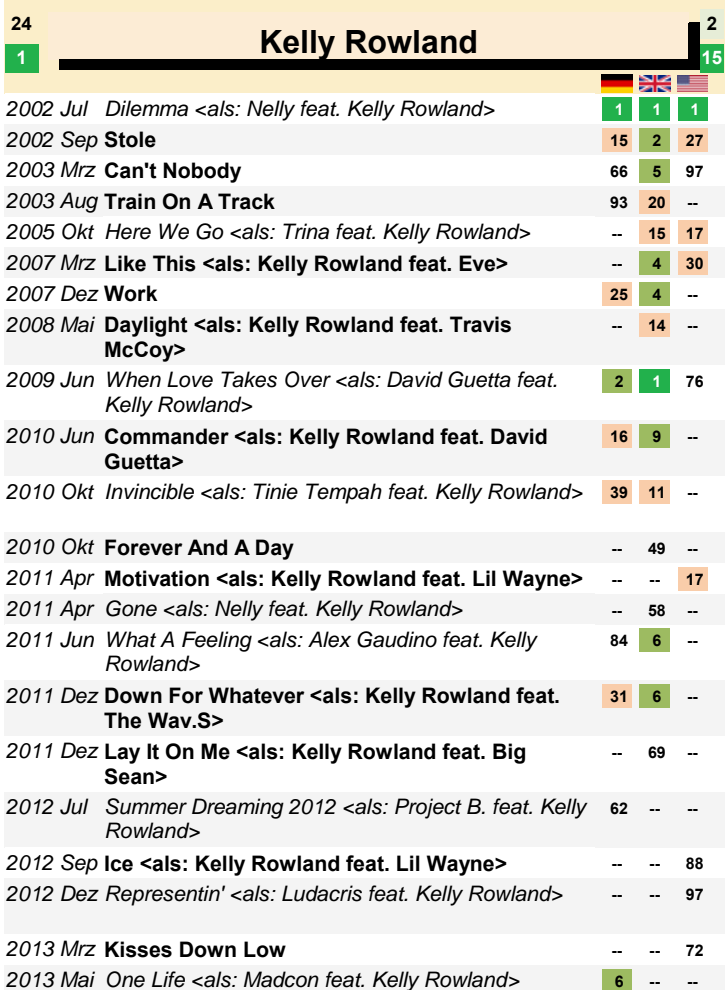 24 Kelly Rowland 2
1 15
2002 Jul Dilemma <als: Nelly feat. Kelly Rowland> 1 1 1
2002 Sep Stole 15 2 27
2003 Mrz Can't Nobody 66 5 97
2003 Aug Train On A Track 93 20 --
2005 Okt Here We Go <als: Trina feat. Kelly Rowland> -- 15 17
2007 Mrz Like This <als: Kelly Rowland feat. Eve> -- 4 30
2007 Dez Work 25 4 --
2008 Mai Daylight <als: Kelly Rowland feat. Travis -- 14 --
McCoy>
2009 Jun When Love Takes Over <als: David Guetta feat. 2 1 76
Kelly Rowland>
2010 Jun Commander <als: Kelly Rowland feat. David 16 9 --
Guetta>
2010 Okt Invincible <als: Tinie Tempah feat. Kelly Rowland> 39 11 --
2010 Okt Forever And A Day -- 49 --
2011 Apr Motivation <als: Kelly Rowland feat. Lil Wayne> -- -- 17
2011 Apr Gone <als: Nelly feat. Kelly Rowland> -- 58 --
2011 Jun What A Feeling <als: Alex Gaudino feat. Kelly 84 6 --
Rowland>
2011 Dez Down For Whatever <als: Kelly Rowland feat. 31 6 --
The Wav.S>
2011 Dez Lay It On Me <als: Kelly Rowland feat. Big -- 69 --
Sean>
2012 Jul Summer Dreaming 2012 <als: Project B. feat. Kelly 62 -- --
Rowland>
2012 Sep Ice <als: Kelly Rowland feat. Lil Wayne> -- -- 88
2012 Dez Representin' <als: Ludacris feat. Kelly Rowland> -- -- 97
2013 Mrz Kisses Down Low -- -- 72
2013 Mai One Life <als: Madcon feat. Kelly Rowland> 6 -- --